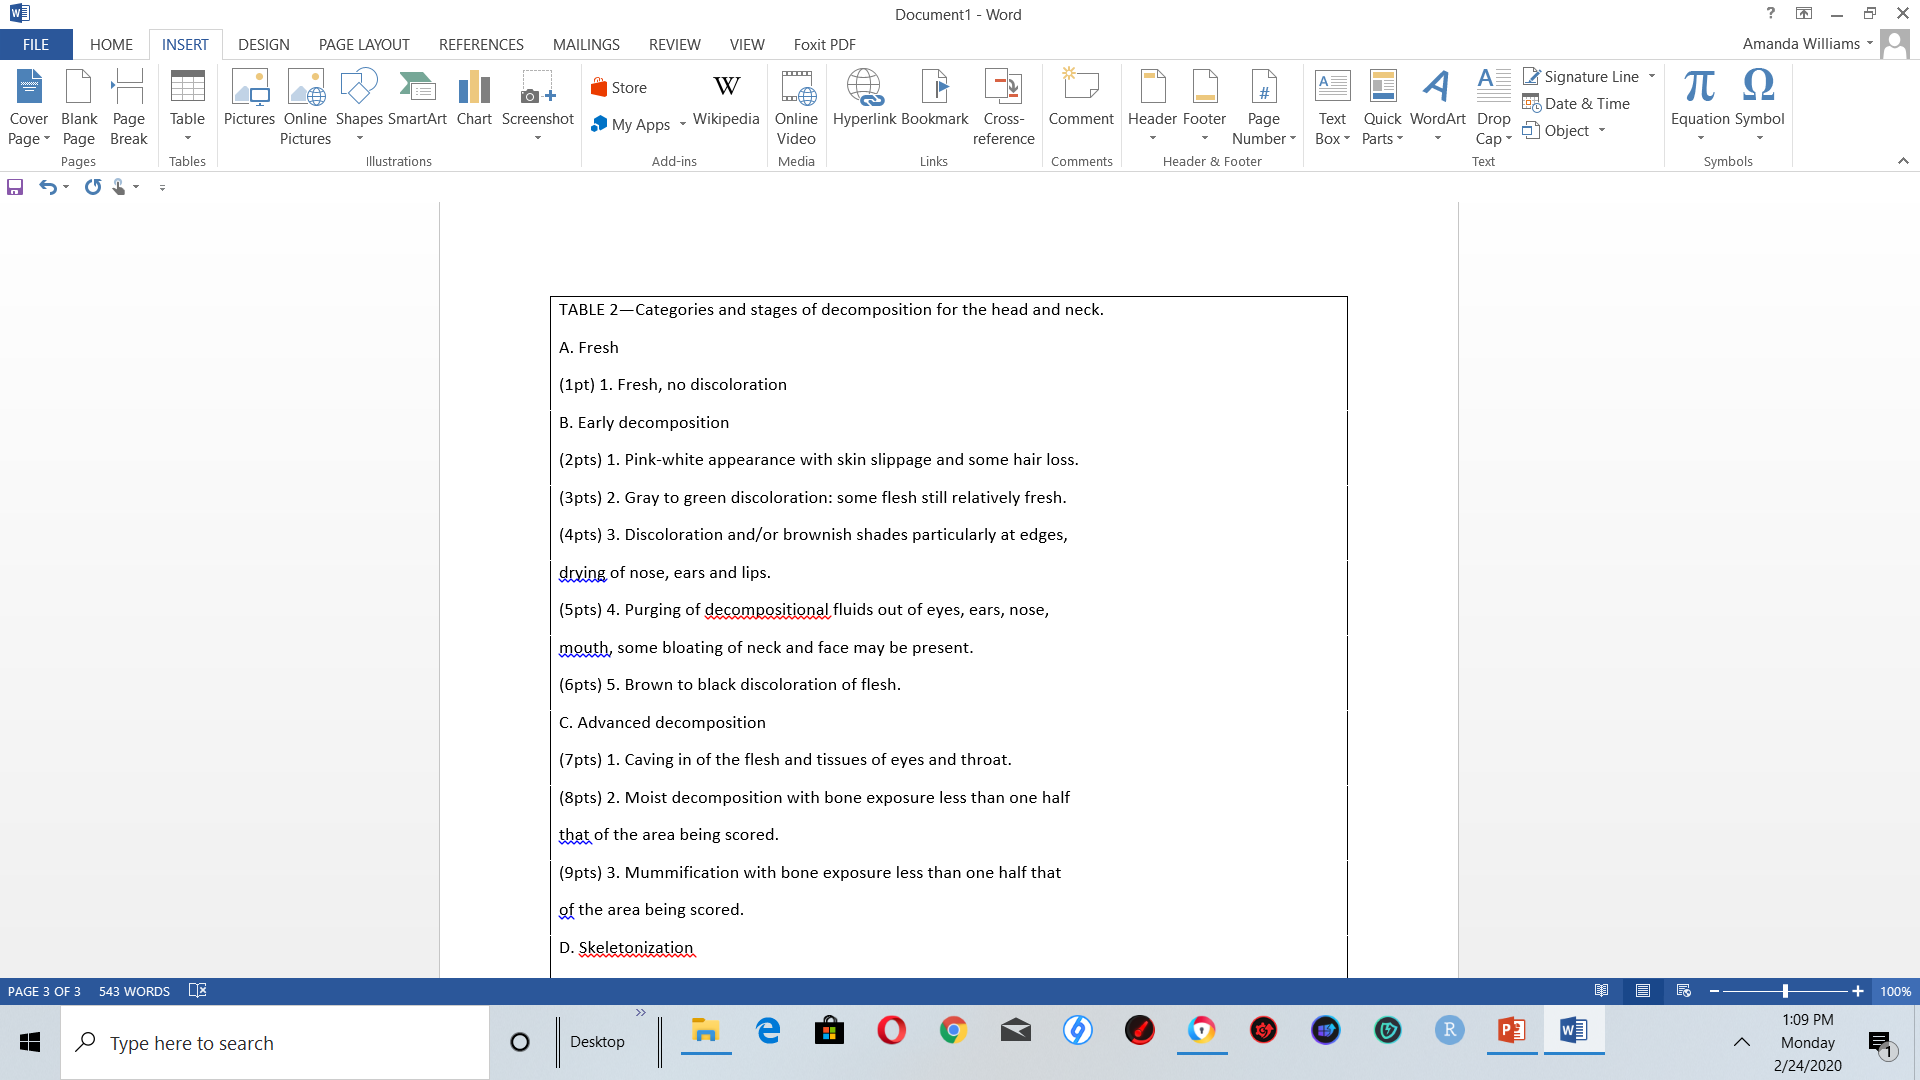 Document1 - Word
?
FILE HOME INSERT DESIGN PAGE LAYOUT REFERENCES MAILINGS REVIEW VIEW Foxit PDF
Amanda Williams
Cover Page
Blank Page
Page Break
Pages
Table
Tables
Pictures
Online Pictures
Shapes
SmartArt
Chart
Screenshot
Illustrations
Store
My Apps
W
Wikipedia
Add-ins
Online Video
Media
Hyperlink
Bookmark
Cross-reference
Links
Comment
Comments
Header
Footer
#
Page Number
Header & Footer
A
Text Box
Quick Parts
A
WordArt
A
Drop Cap
Signature Line
Date & Time
Object
Text
π
Equation
Ω
Symbol
Symbols
TABLE 2—Categories and stages of decomposition for the head and neck.
A. Fresh
(1pt) 1. Fresh, no discoloration
B. Early decomposition
(2pts) 1. Pink-white appearance with skin slippage and some hair loss.
(3pts) 2. Gray to green discoloration: some flesh still relatively fresh.
(4pts) 3. Discoloration and/or brownish shades particularly at edges,
drying of nose, ears and lips.
(5pts) 4. Purging of decompositional fluids out of eyes, ears, nose,
mouth, some bloating of neck and face may be present.
(6pts) 5. Brown to black discoloration of flesh.
C. Advanced decomposition
(7pts) 1. Caving in of the flesh and tissues of eyes and throat.
(8pts) 2. Moist decomposition with bone exposure less than one half
that of the area being scored.
(9pts) 3. Mummification with bone exposure less than one half that
of the area being scored.
D. Skeletonization
PAGE 3 OF 3 543 WORDS
100%
Type here to search
Desktop
»
R
P
W
1:09 PM
Monday
2/24/2020
1